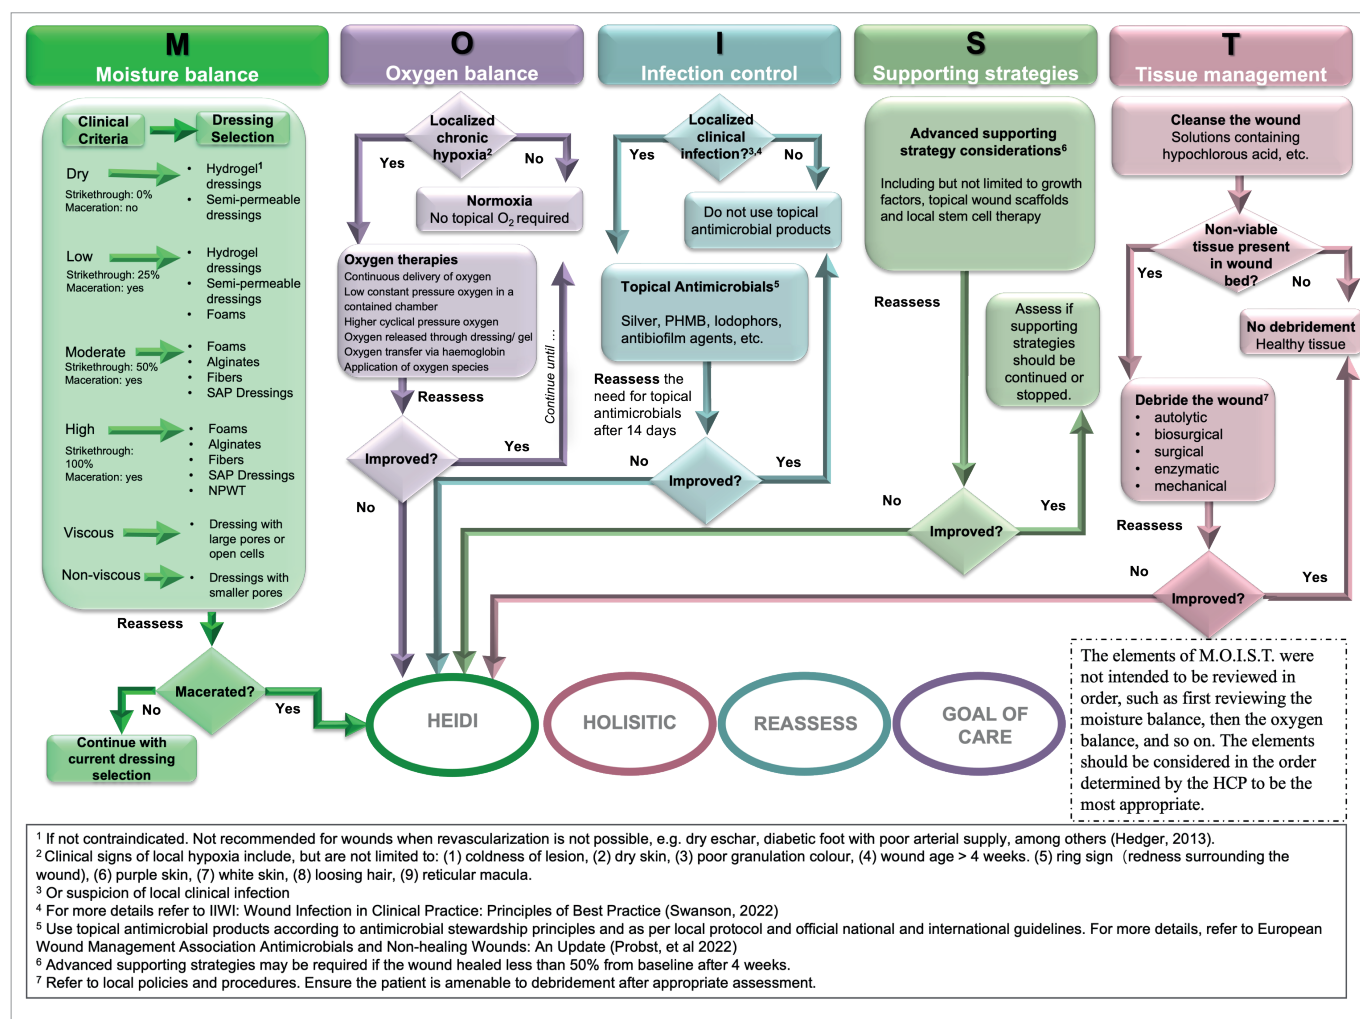 M
Moisture balance
O
Oxygen balance
I
Infection control
S
Supporting strategies
T
Tissue management
Clinical
Criteria
Dressing
Selection
Dry
Strikethrough: 0%
Maceration: no
• Hydrogel¹
dressings
• Semi-permeable
dressings
Low
Strikethrough: 25%
Maceration: yes
• Hydrogel
dressings
• Semi-permeable
dressings
• Foams
Moderate
Strikethrough: 50%
Maceration: yes
• Foams
• Alginates
• Fibers
• SAP Dressings
High
Strikethrough:
100%
Maceration: yes
• Foams
• Alginates
• Fibers
• SAP Dressings
• NPWT
Viscous
• Dressing with
large pores or
open cells
Non-viscous
• Dressings with
smaller pores
Reassess
Macerated?
No
Yes
Continue with
current dressing
selection
Localized
chronic
hypoxia²
Yes
No
Normoxia
No topical O₂ required
Oxygen therapies
Continuous delivery of oxygen
Low constant pressure oxygen in a
contained chamber
Higher cyclical pressure oxygen
Oxygen released through dressing/ gel
Oxygen transfer via haemoglobin
Application of oxygen species
Continue until ...
Reassess
Improved?
Yes
No
Localized
clinical
infection?³,⁴
Yes
No
Do not use topical
antimicrobial products
Topical Antimicrobials⁵
Silver, PHMB, Iodophors,
antibiofilm agents, etc.
Reassess the
need for topical
antimicrobials
after 14 days
Improved?
No
Yes
Advanced supporting
strategy considerations⁶
Including but not limited to growth
factors, topical wound scaffolds
and local stem cell therapy
Reassess
Assess if
supporting
strategies
should be
continued or
stopped.
Improved?
No
Yes
Cleanse the wound
Solutions containing
hypochlorous acid, etc.
Non-viable
tissue present
in wound
bed?
Yes
No
No debridement
Healthy tissue
Debride the wound⁷
• autolytic
• biosurgical
• surgical
• enzymatic
• mechanical
Reassess
Improved?
No
Yes
HEIDI
HOLISITIC
REASSESS
GOAL OF
CARE
The elements of M.O.I.S.T. were
not intended to be reviewed in
order, such as first reviewing the
moisture balance, then the oxygen
balance, and so on. The elements
should be considered in the order
determined by the HCP to be the
most appropriate.
¹ If not contraindicated. Not recommended for wounds when revascularization is not possible, e.g. dry eschar, diabetic foot with poor arterial supply, among others (Hedger, 2013).
² Clinical signs of local hypoxia include, but are not limited to: (1) coldness of lesion, (2) dry skin, (3) poor granulation colour, (4) wound age > 4 weeks. (5) ring sign（redness surrounding the
wound), (6) purple skin, (7) white skin, (8) loosing hair, (9) reticular macula.
³ Or suspicion of local clinical infection
⁴ For more details refer to IIWI: Wound Infection in Clinical Practice: Principles of Best Practice (Swanson, 2022)
⁵ Use topical antimicrobial products according to antimicrobial stewardship principles and as per local protocol and official national and international guidelines. For more details, refer to European
Wound Management Association Antimicrobials and Non-healing Wounds: An Update (Probst, et al 2022)
⁶ Advanced supporting strategies may be required if the wound healed less than 50% from baseline after 4 weeks.
⁷ Refer to local policies and procedures. Ensure the patient is amenable to debridement after appropriate assessment.